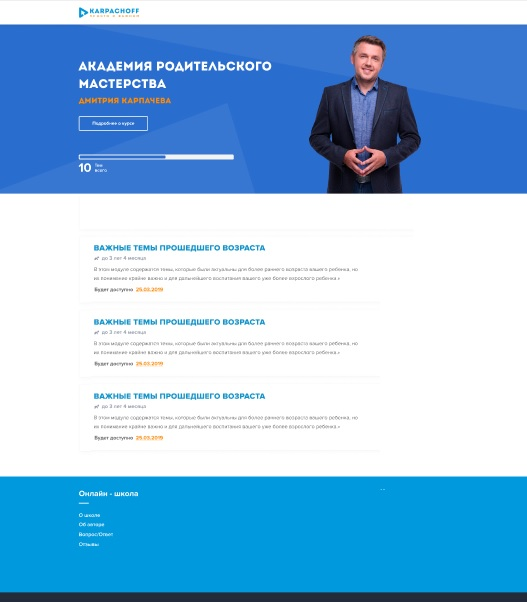 KARPACHOFF
АКАДЕМИЯ РОДИТЕЛЬСКОГО
МАСТЕРСТВА
ДМИТРИЯ КАРПАЧЕВА
Подробнее о курсе
10
всего
ВАЖНЫЕ ТЕМЫ ПРОШЕДШЕГО ВОЗРАСТА
до 3 лет 4 месяца
В этом модуле содержатся темы, которые были актуальны для более раннего возраста вашего ребенка, но
их понимание крайне важно и для дальнейшего воспитания вашего уже более взрослого ребенка.
Будет доступно 25.03.2019
ВАЖНЫЕ ТЕМЫ ПРОШЕДШЕГО ВОЗРАСТА
до 3 лет 4 месяца
В этом модуле содержатся темы, которые были актуальны для более раннего возраста вашего ребенка, но
их понимание крайне важно и для дальнейшего воспитания вашего уже более взрослого ребенка.
Будет доступно 25.03.2019
ВАЖНЫЕ ТЕМЫ ПРОШЕДШЕГО ВОЗРАСТА
до 3 лет 4 месяца
В этом модуле содержатся темы, которые были актуальны для более раннего возраста вашего ребенка, но
их понимание крайне важно и для дальнейшего воспитания вашего уже более взрослого ребенка.
Будет доступно 25.03.2019
Онлайн - школа
О школе
Об авторе
Вопрос/Ответ
Отзывы